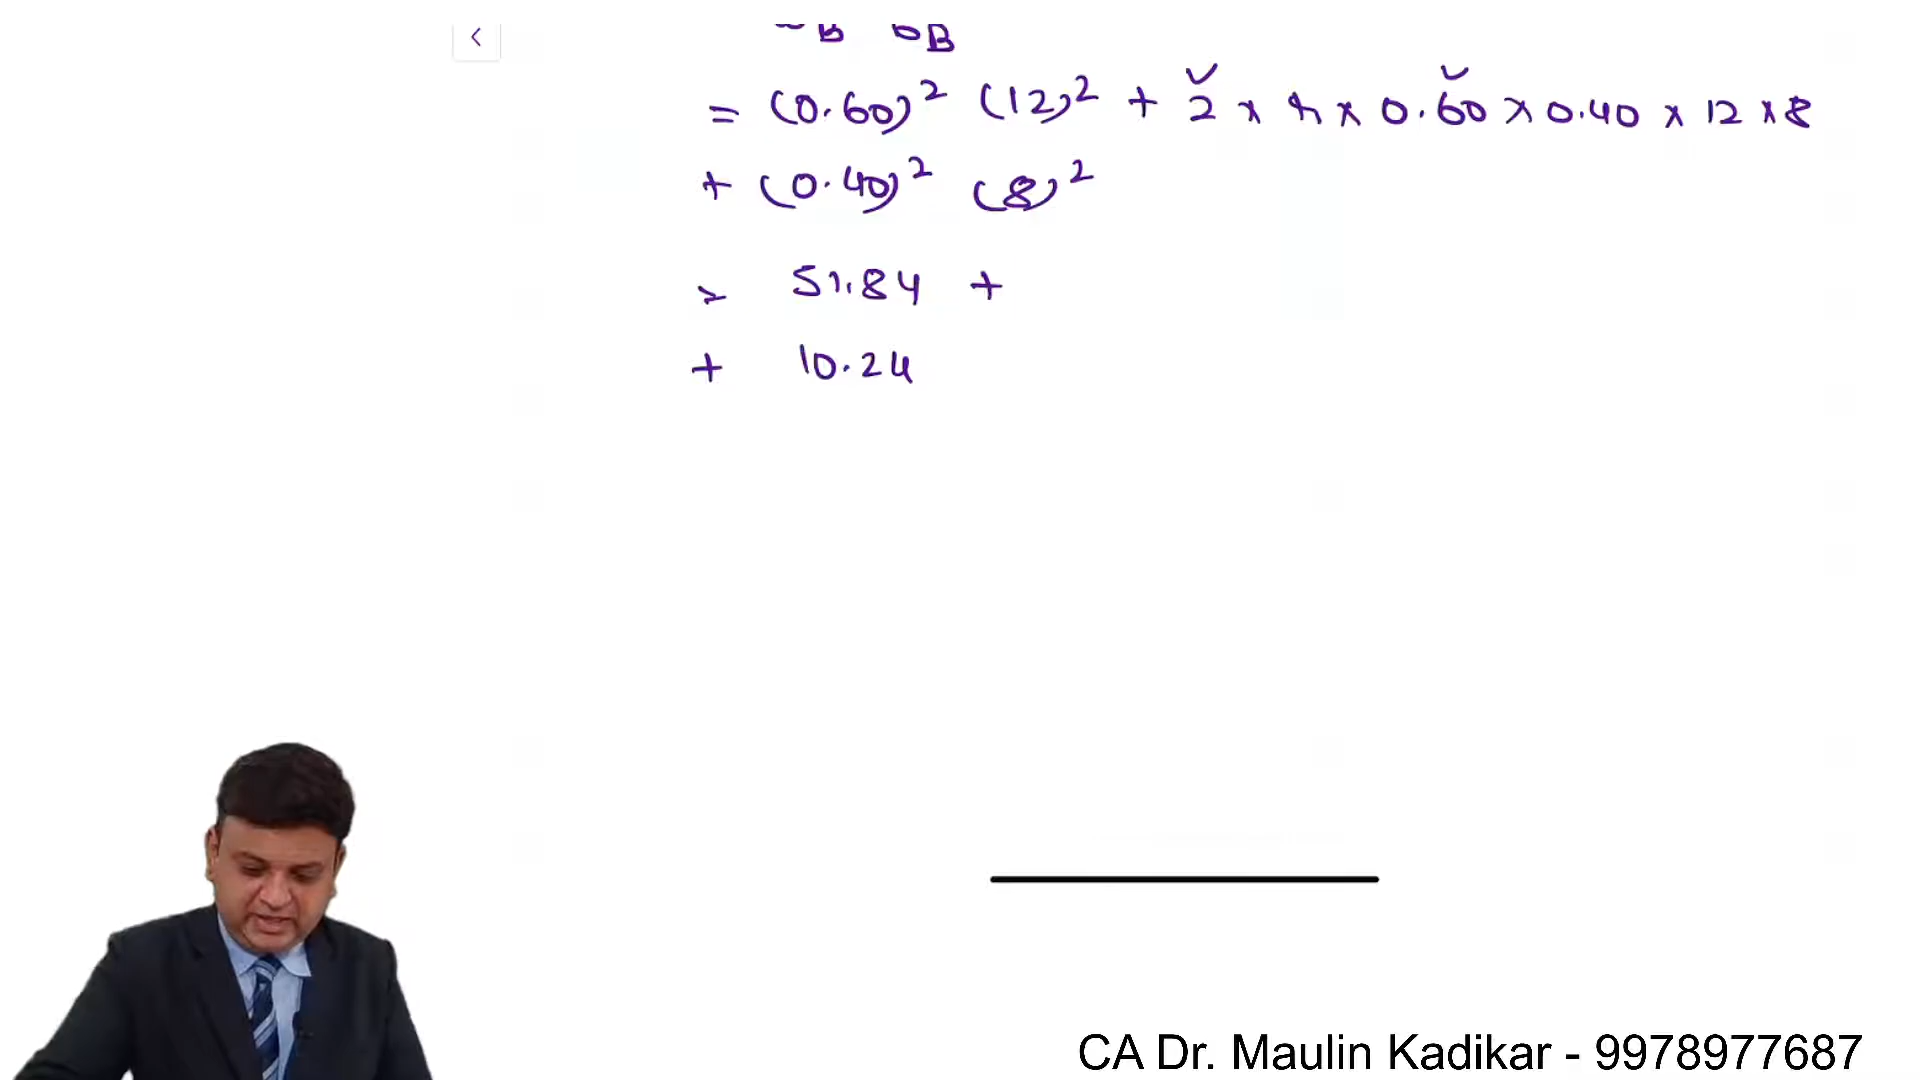 B B
= (0.60)² (12)² + 2 × r × 0.60 × 0.40 × 12 × 8
+ (0.40)² (8)²
= 51.84 +
+ 10.24
CA Dr. Maulin Kadikar - 9978977687